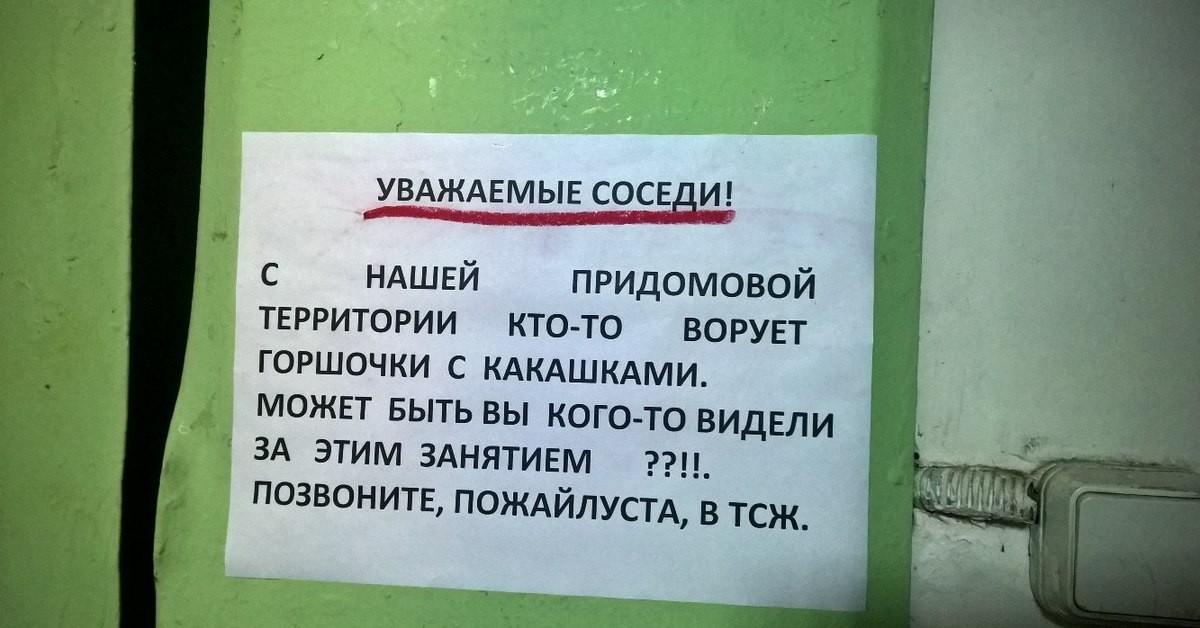 УВАЖАЕМЫЕ СОСЕДИ!
С НАШЕЙ ПРИДОМОВОЙ
ТЕРРИТОРИИ КТО-ТО ВОРУЕТ
ГОРШОЧКИ С КАКАШКАМИ.
МОЖЕТ БЫТЬ ВЫ КОГО-ТО ВИДЕЛИ
ЗА ЭТИМ ЗАНЯТИЕМ ??!!.
ПОЗВОНИТЕ, ПОЖАЙЛУСТА, В ТСЖ.